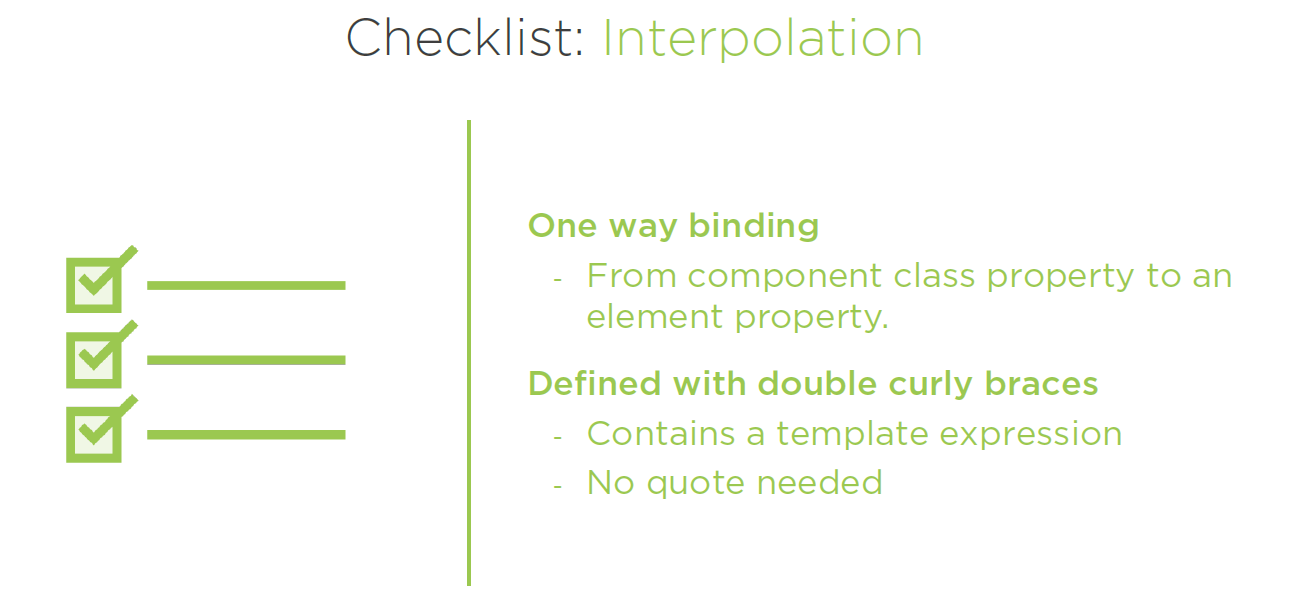 Checklist: Interpolation
One way binding
- From component class property to an
element property.
Defined with double curly braces
- Contains a template expression
- No quote needed